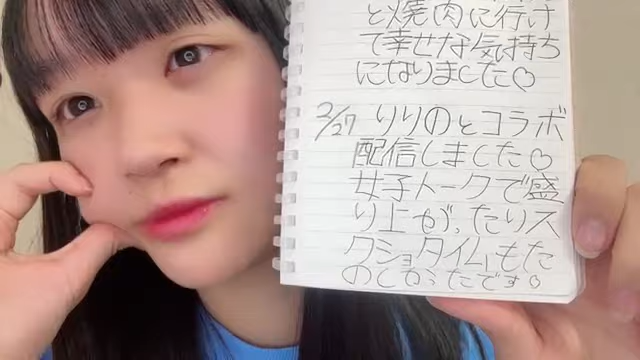 と焼肉に行け
て幸せな気持ち
になりました♡
2/27 りりのとコラボ
配信しました♡
女子トークで盛
り上がったりス
クショタイムもた
のしかったです♡